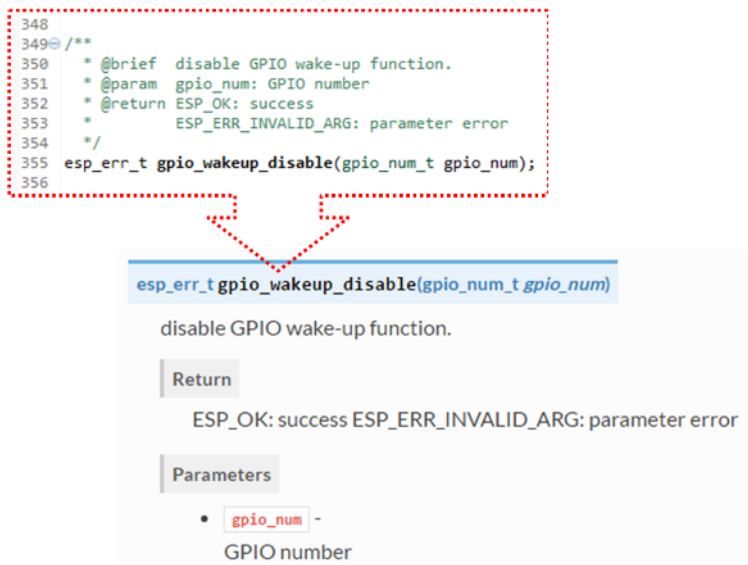 348
349 /**
350 * @brief disable GPIO wake-up function.
351 * @param gpio_num: GPIO number
352 * @return ESP_OK: success
353 * ESP_ERR_INVALID_ARG: parameter error
354 */
355 esp_err_t gpio_wakeup_disable(gpio_num_t gpio_num);
356
esp_err_t gpio_wakeup_disable(gpio_num_t gpio_num)
disable GPIO wake-up function.
Return
ESP_OK: success ESP_ERR_INVALID_ARG: parameter error
Parameters
• gpio_num -
GPIO number